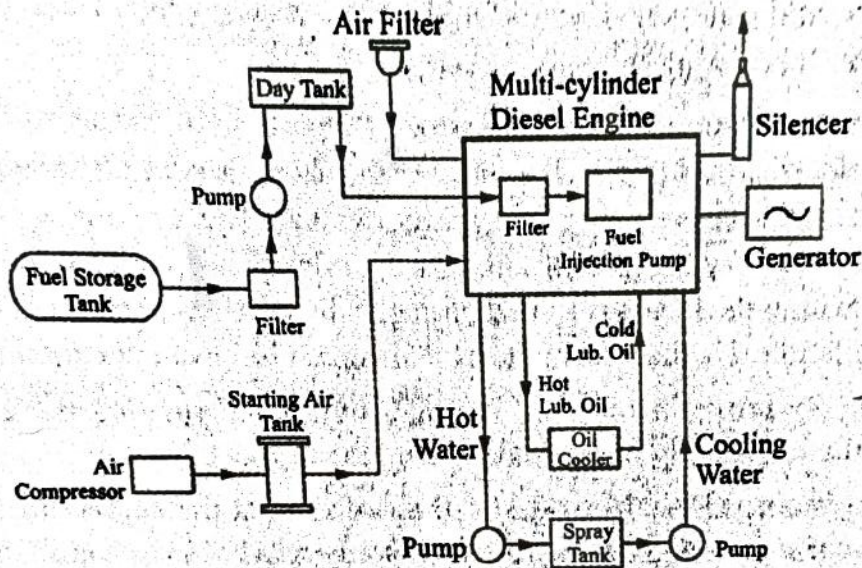 Air Filter
Day Tank
Multi-cylinder
Diesel Engine
Silencer
Pump
Filter
Fuel
Injection Pump
Generator
Fuel Storage
Tank
Filter
Cold
Lub. Oil
Starting Air
Tank
Hot
Lub. Oil
Hot
Water
Oil
Cooler
Cooling
Water
Air
Compressor
Pump
Spray
Tank
Pump